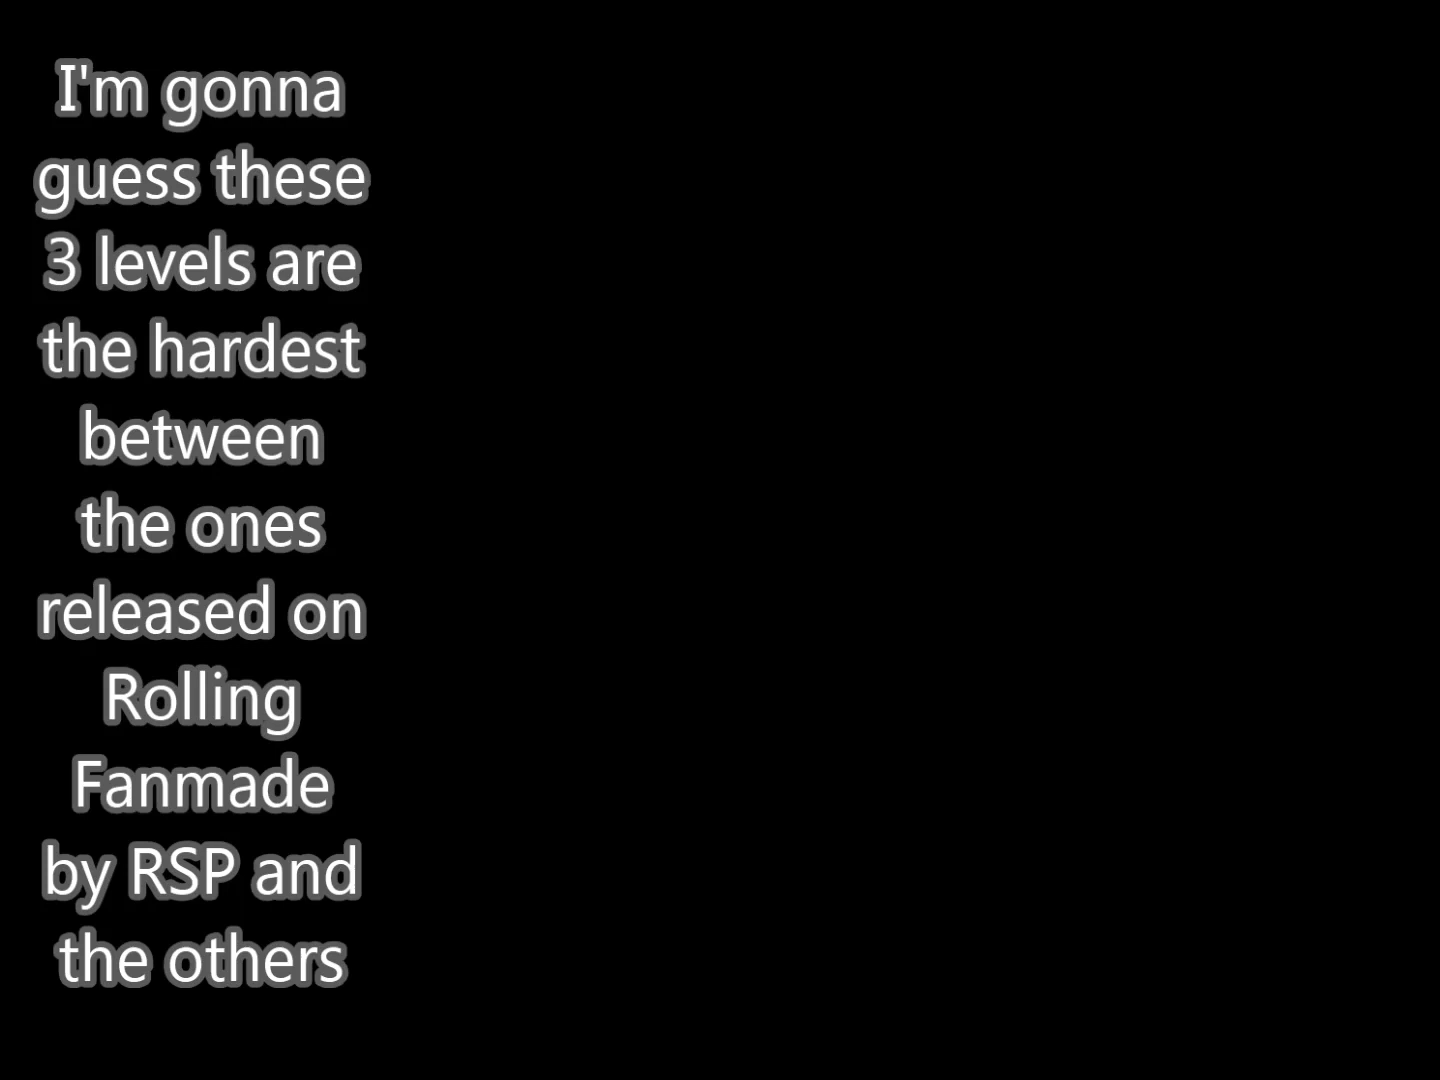 I'm gonna
guess these
3 levels are
the hardest
between
the ones
released on
Rolling
Fanmade
by RSP and
the others